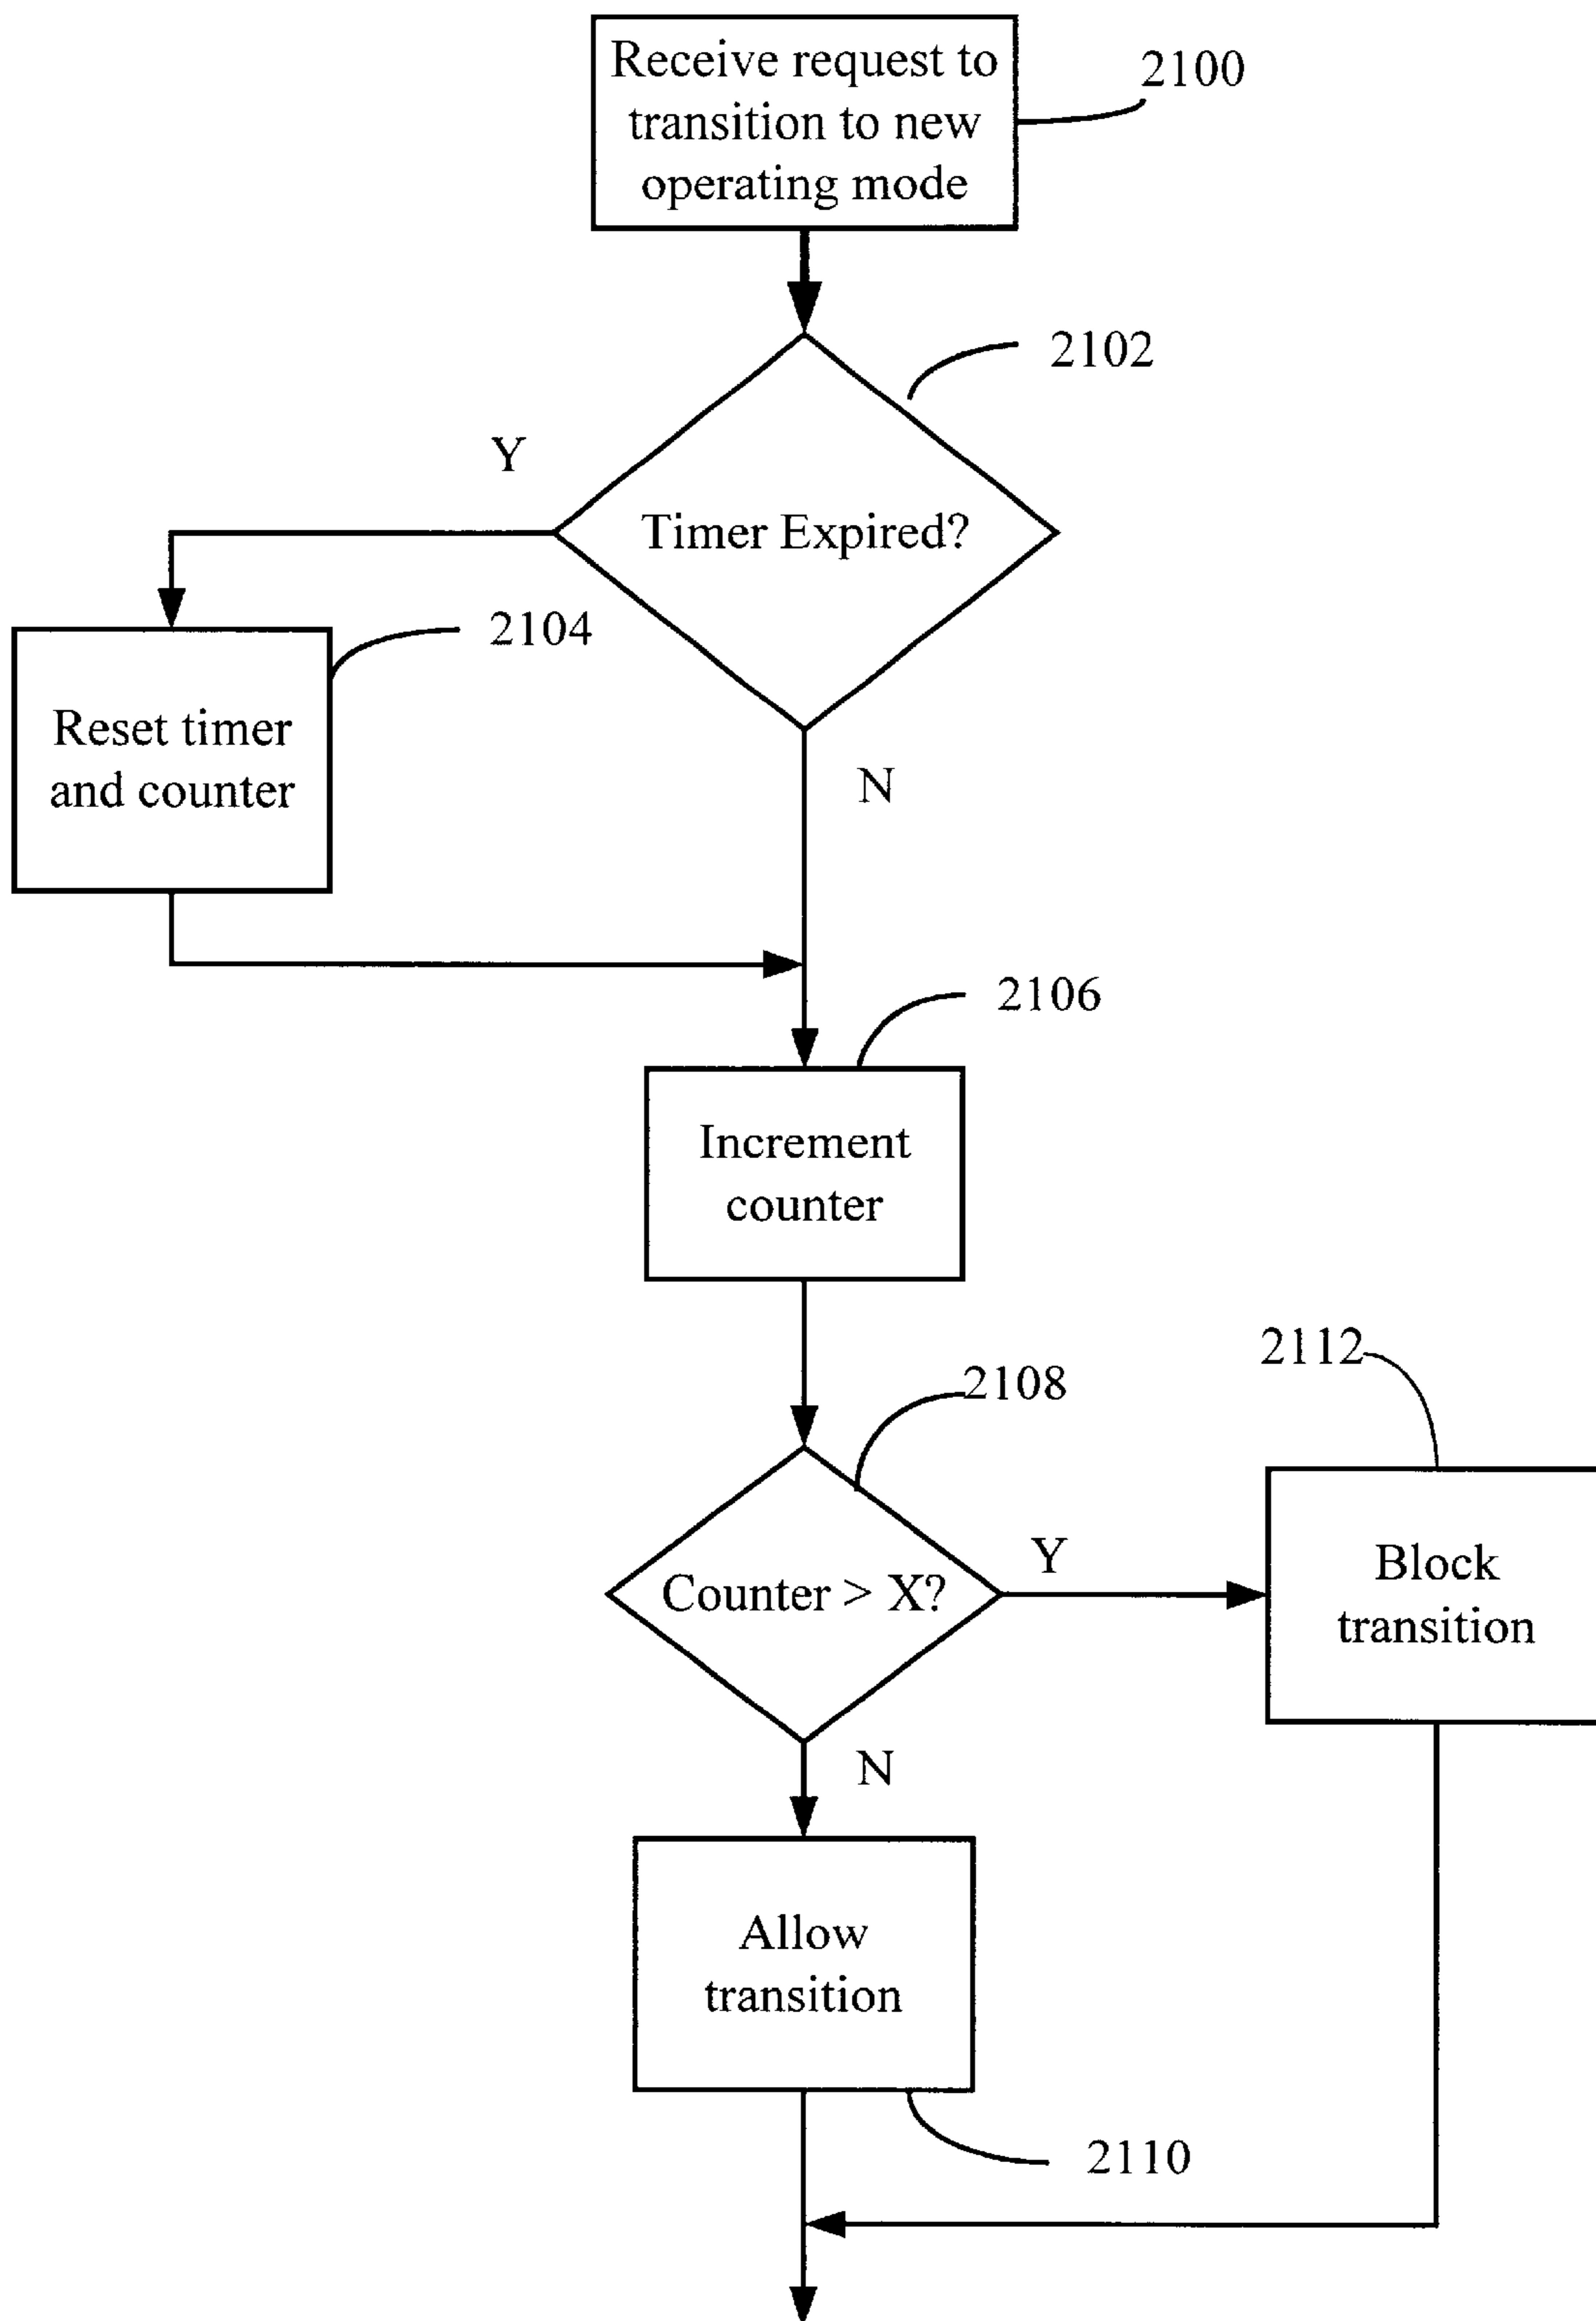 Receive request to
transition to new
operating mode
2100
2102
Y
Timer Expired?
2104
Reset timer
and counter
N
2106
Increment
counter
2112
2108
Y
Counter > X?
Block
transition
N
Allow
transition
2110